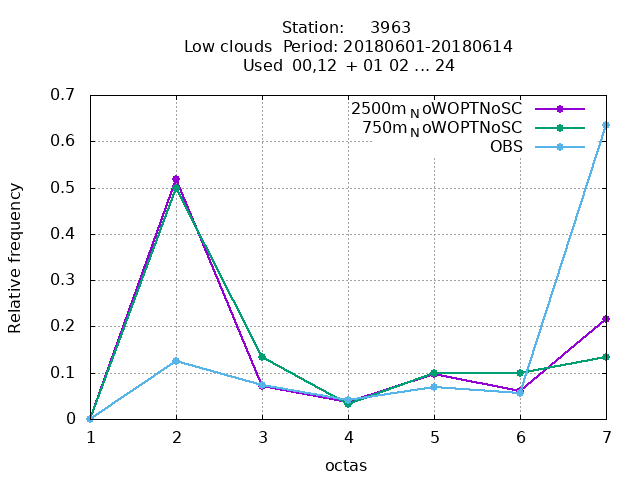 Station: 3963
Low clouds Period: 20180601-20180614
Used 00,12 + 01 02 ... 24
0.7
0.6
0.5
0.4
0.3
0.2
0.1
0
Relative frequency
2500m_NoWOPTNoSC
750m_NoWOPTNoSC
OBS
1 2 3 4 5 6 7
octas